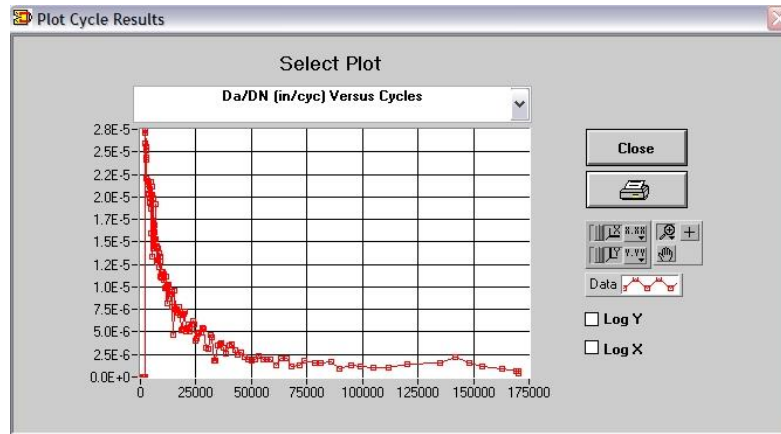 Plot Cycle Results
Select Plot
Da/DN (in/cyc) Versus Cycles
2.8E-5
2.5E-5
2.2E-5
2.0E-5
1.7E-5
1.5E-5
1.2E-5
1.0E-5
7.5E-6
5.0E-6
2.5E-6
0.0E+0
0 25000 50000 75000 100000 125000 150000 175000
Close
X X.XX
Y Y.YY
Data
Log Y
Log X